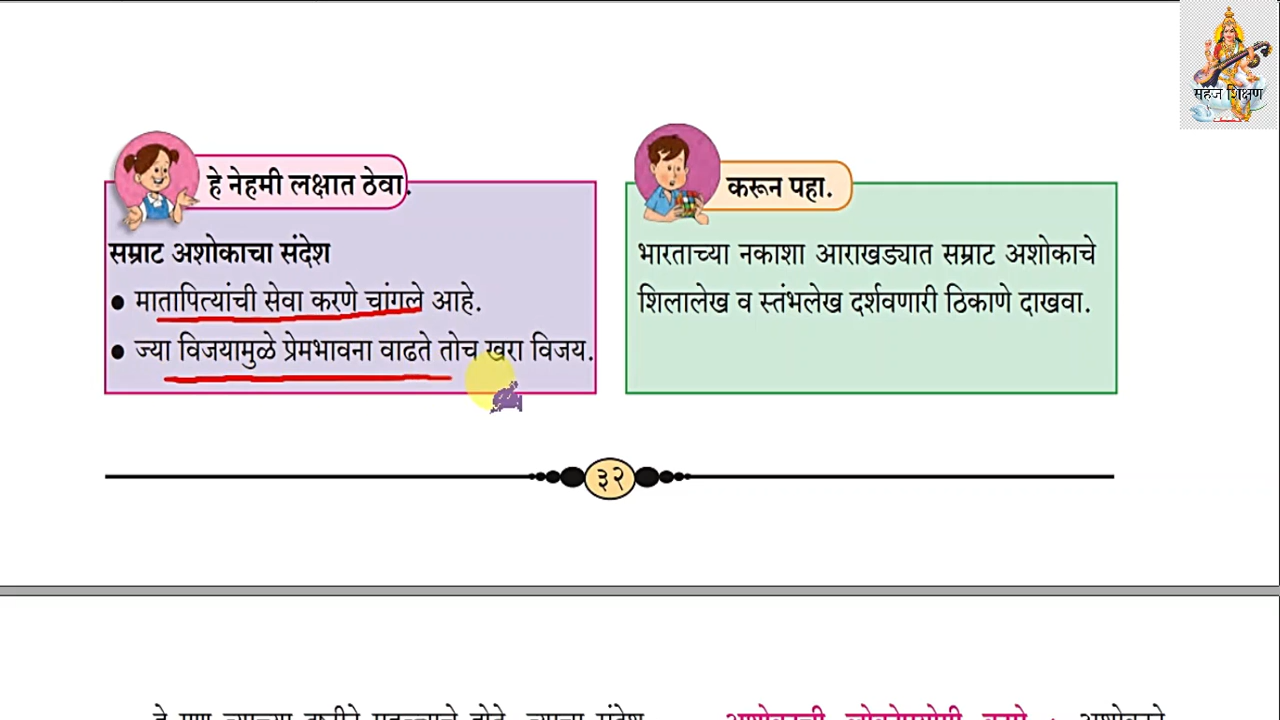 सहज शिक्षण
हे नेहमी लक्षात ठेवा.
सम्राट अशोकाचा संदेश
● मातापित्यांची सेवा करणे चांगले आहे.
● ज्या विजयामुळे प्रेमभावना वाढते तोच खरा विजय.
करून पहा.
भारताच्या नकाशा आराखड्यात सम्राट अशोकाचे
शिलालेख व स्तंभलेख दर्शवणारी ठिकाणे दाखवा.
३२